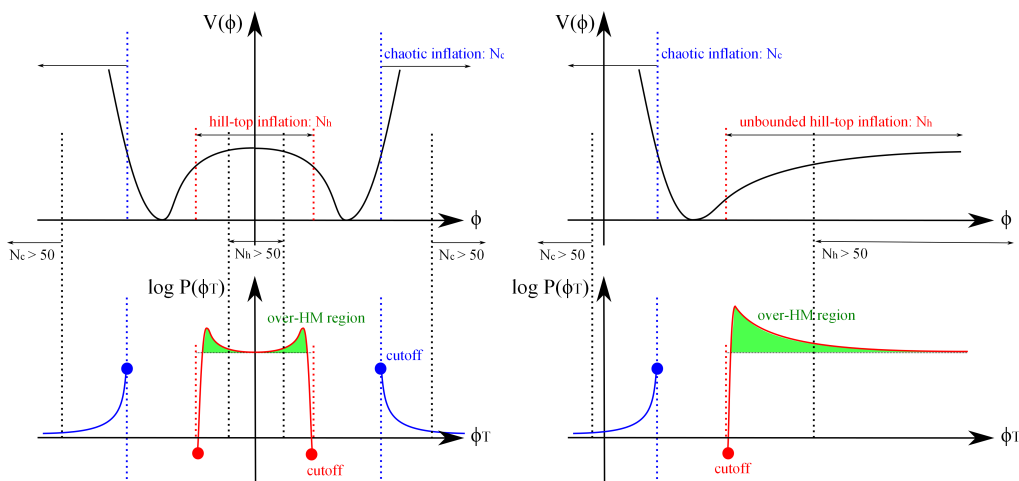 V(ϕ)
chaotic inflation: Nc
hill-top inflation: Nh
ϕ
Nc > 50
Nh > 50
Nc > 50
log P(ϕT)
over-HM region
cutoff
cutoff
ϕT
V(ϕ)
chaotic inflation: Nc
unbounded hill-top inflation: Nh
ϕ
Nc > 50
Nh > 50
log P(ϕT)
over-HM region
cutoff
ϕT